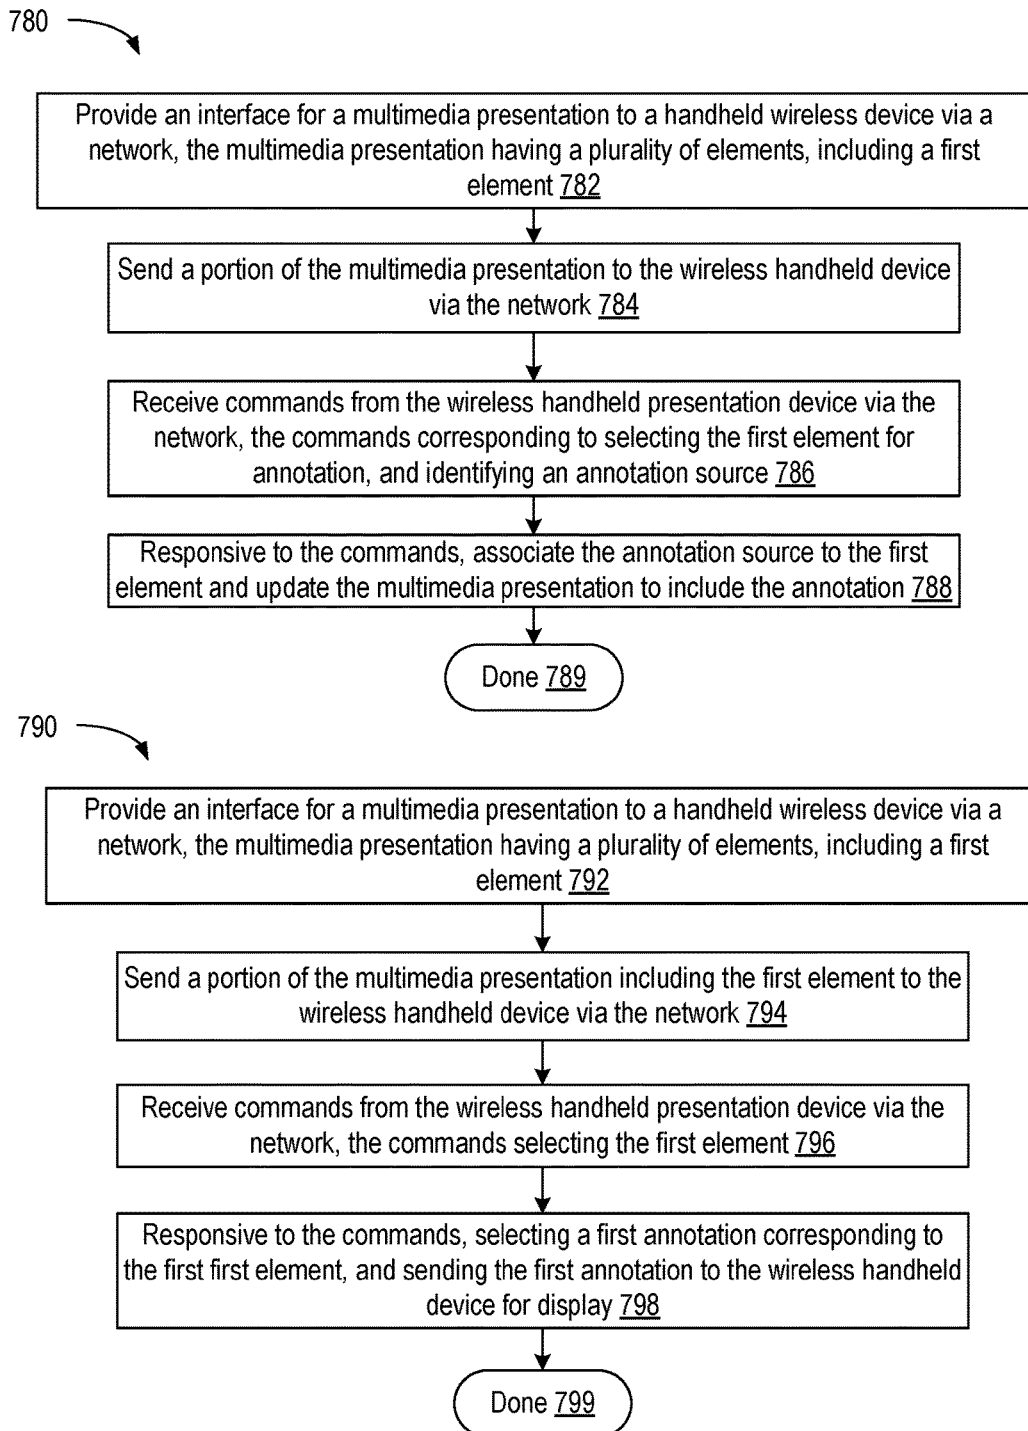 780
Provide an interface for a multimedia presentation to a handheld wireless device via a
network, the multimedia presentation having a plurality of elements, including a first
element 782
Send a portion of the multimedia presentation to the wireless handheld device
via the network 784
Receive commands from the wireless handheld presentation device via the
network, the commands corresponding to selecting the first element for
annotation, and identifying an annotation source 786
Responsive to the commands, associate the annotation source to the first
element and update the multimedia presentation to include the annotation 788
Done 789
790
Provide an interface for a multimedia presentation to a handheld wireless device via a
network, the multimedia presentation having a plurality of elements, including a first
element 792
Send a portion of the multimedia presentation including the first element to the
wireless handheld device via the network 794
Receive commands from the wireless handheld presentation device via the
network, the commands selecting the first element 796
Responsive to the commands, selecting a first annotation corresponding to
the first first element, and sending the first annotation to the wireless handheld
device for display 798
Done 799